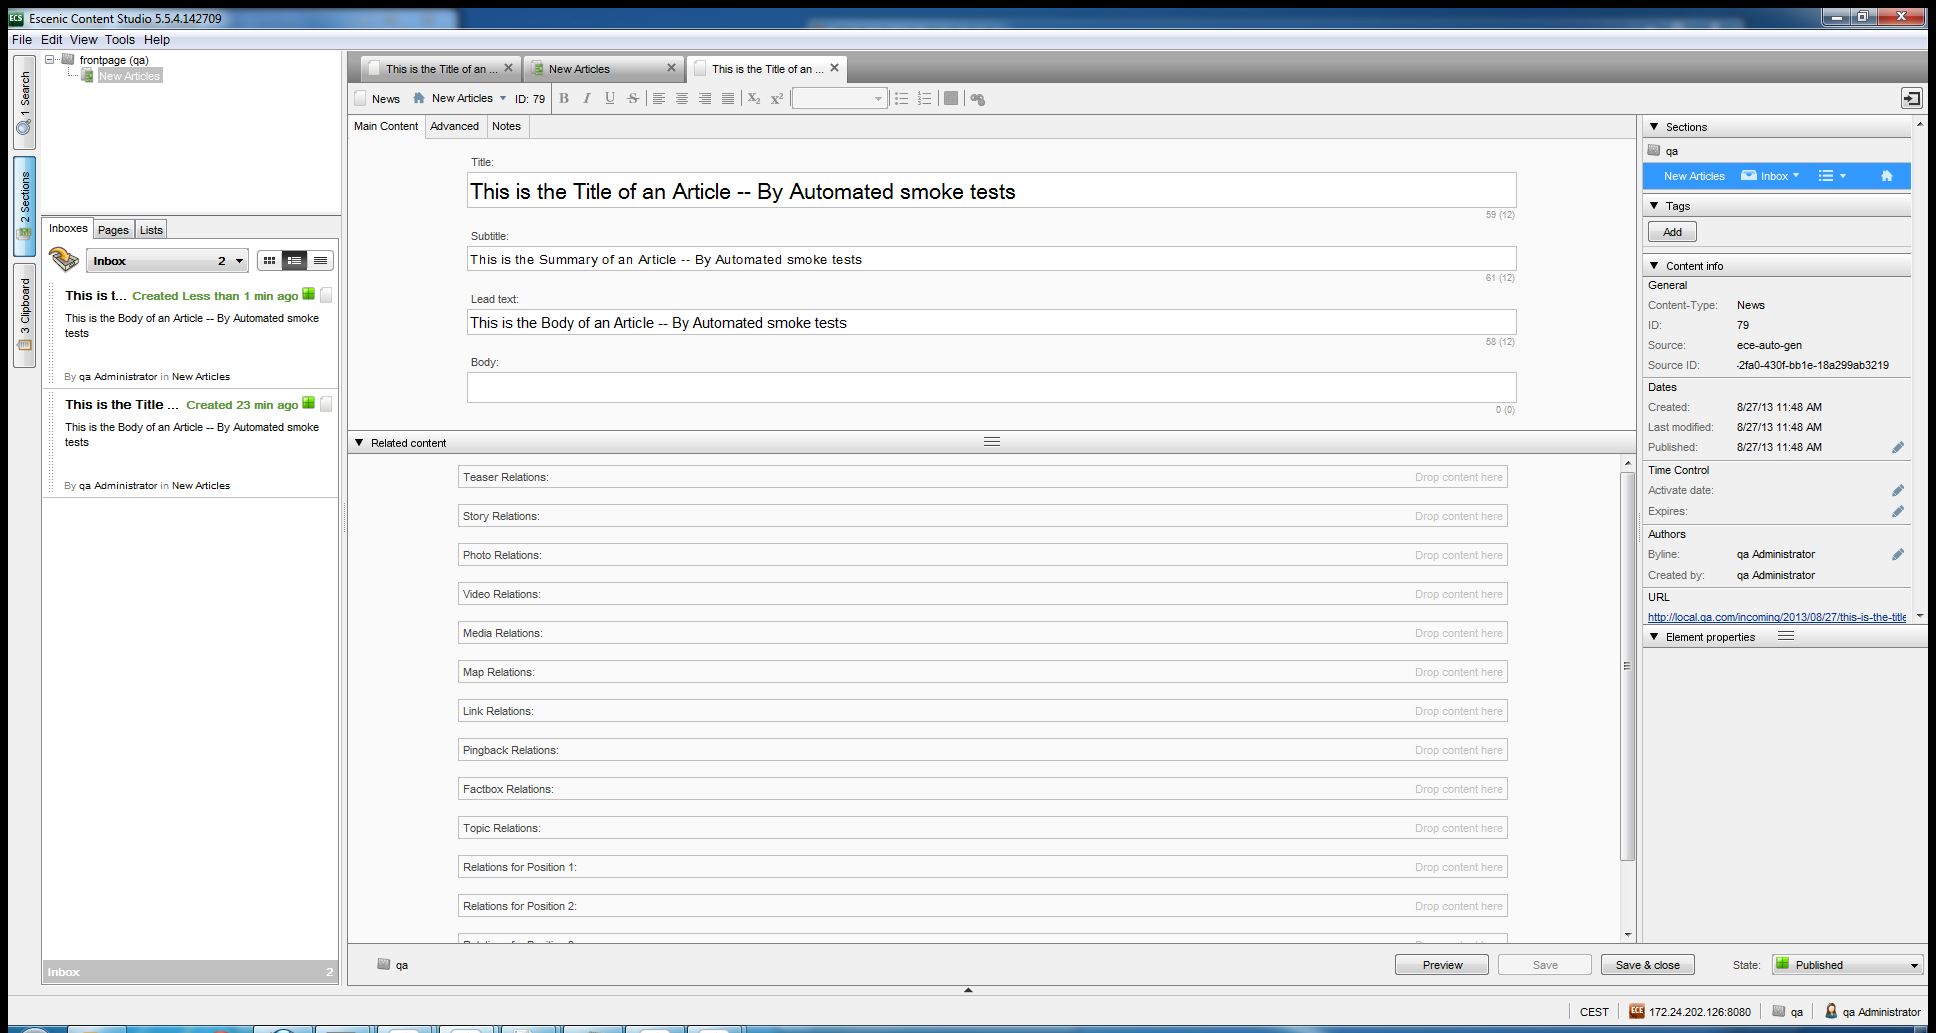 Escenic Content Studio 5.5.4.142709
File Edit View Tools Help
1 Search
2 Sections
3 Clipboard
frontpage (qa)
New Articles
Inboxes Pages Lists
Inbox 2
This is t... Created Less than 1 min ago
This is the Body of an Article -- By Automated smoke
tests
By qa Administrator in New Articles
This is the Title ... Created 23 min ago
This is the Body of an Article -- By Automated smoke
tests
By qa Administrator in New Articles
Inbox 2
This is the Title of an ... New Articles This is the Title of an ...
News New Articles ID: 79
Main Content Advanced Notes
Title:
This is the Title of an Article -- By Automated smoke tests
59 (12)
Subtitle:
This is the Summary of an Article -- By Automated smoke tests
61 (12)
Lead text:
This is the Body of an Article -- By Automated smoke tests
58 (12)
Body:
0 (0)
Related content
Teaser Relations: Drop content here
Story Relations: Drop content here
Photo Relations: Drop content here
Video Relations: Drop content here
Media Relations: Drop content here
Map Relations: Drop content here
Link Relations: Drop content here
Pingback Relations: Drop content here
Factbox Relations: Drop content here
Topic Relations: Drop content here
Relations for Position 1: Drop content here
Relations for Position 2: Drop content here
qa Preview Save Save & close State: Published
Sections
qa
New Articles Inbox
Tags
Add
Content info
General
Content-Type: News
ID: 79
Source: ece-auto-gen
Source ID: -2fa0-430f-bb1e-18a299ab3219
Dates
Created: 8/27/13 11:48 AM
Last modified: 8/27/13 11:48 AM
Published: 8/27/13 11:48 AM
Time Control
Activate date:
Expires:
Authors
Byline: qa Administrator
Created by: qa Administrator
URL
http://local.qa.com/incoming/2013/08/27/this-is-the-title
Element properties
CEST ECE 172.24.202.126:8080 qa qa Administrator